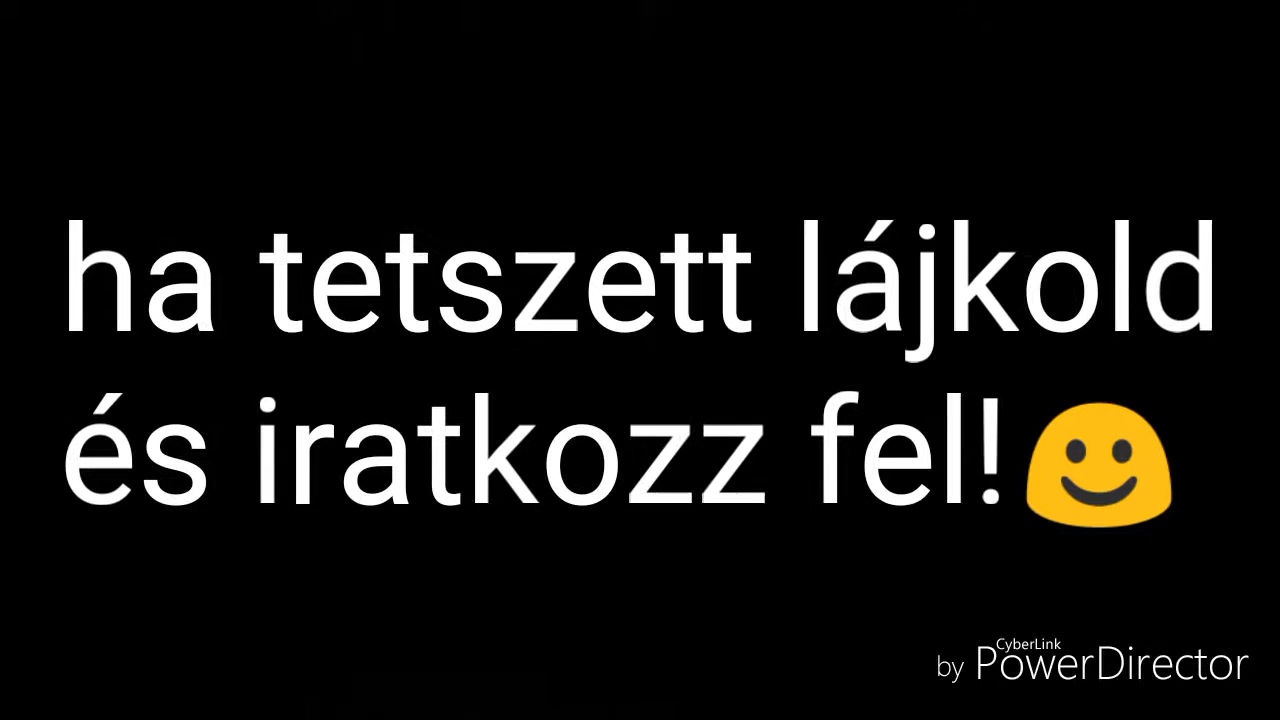 ha tetszett lájkold
és iratkozz fel!🙂
CyberLink
by PowerDirector